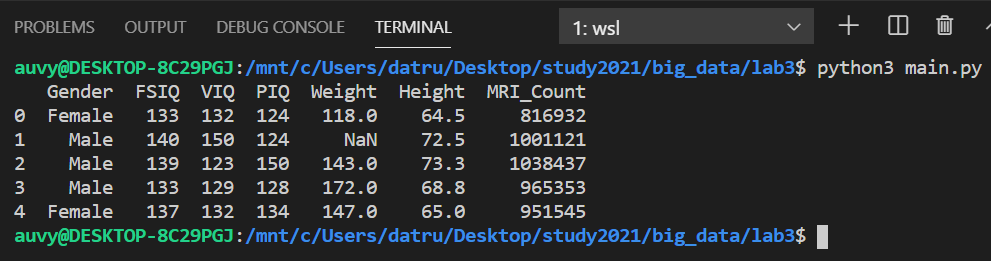 PROBLEMS OUTPUT DEBUG CONSOLE TERMINAL 1: wsl
auvy@DESKTOP-8C29PGJ:/mnt/c/Users/datru/Desktop/study2021/big_data/lab3$ python3 main.py
   Gender  FSIQ  VIQ  PIQ  Weight  Height  MRI_Count
0  Female   133  132  124   118.0    64.5     816932
1    Male   140  150  124     NaN    72.5    1001121
2    Male   139  123  150   143.0    73.3    1038437
3    Male   133  129  128   172.0    68.8     965353
4  Female   137  132  134   147.0    65.0     951545
auvy@DESKTOP-8C29PGJ:/mnt/c/Users/datru/Desktop/study2021/big_data/lab3$